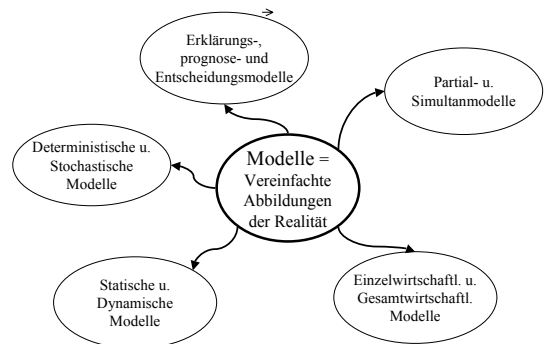 Erklärungs-,
prognose- und
Entscheidungsmodelle
Partial- u.
Simultanmodelle
Deterministische u.
Stochastische
Modelle
Modelle =
Vereinfachte
Abbildungen
der Realität
Statische u.
Dynamische
Modelle
Einzelwirtschaftl. u.
Gesamtwirtschaftl.
Modelle